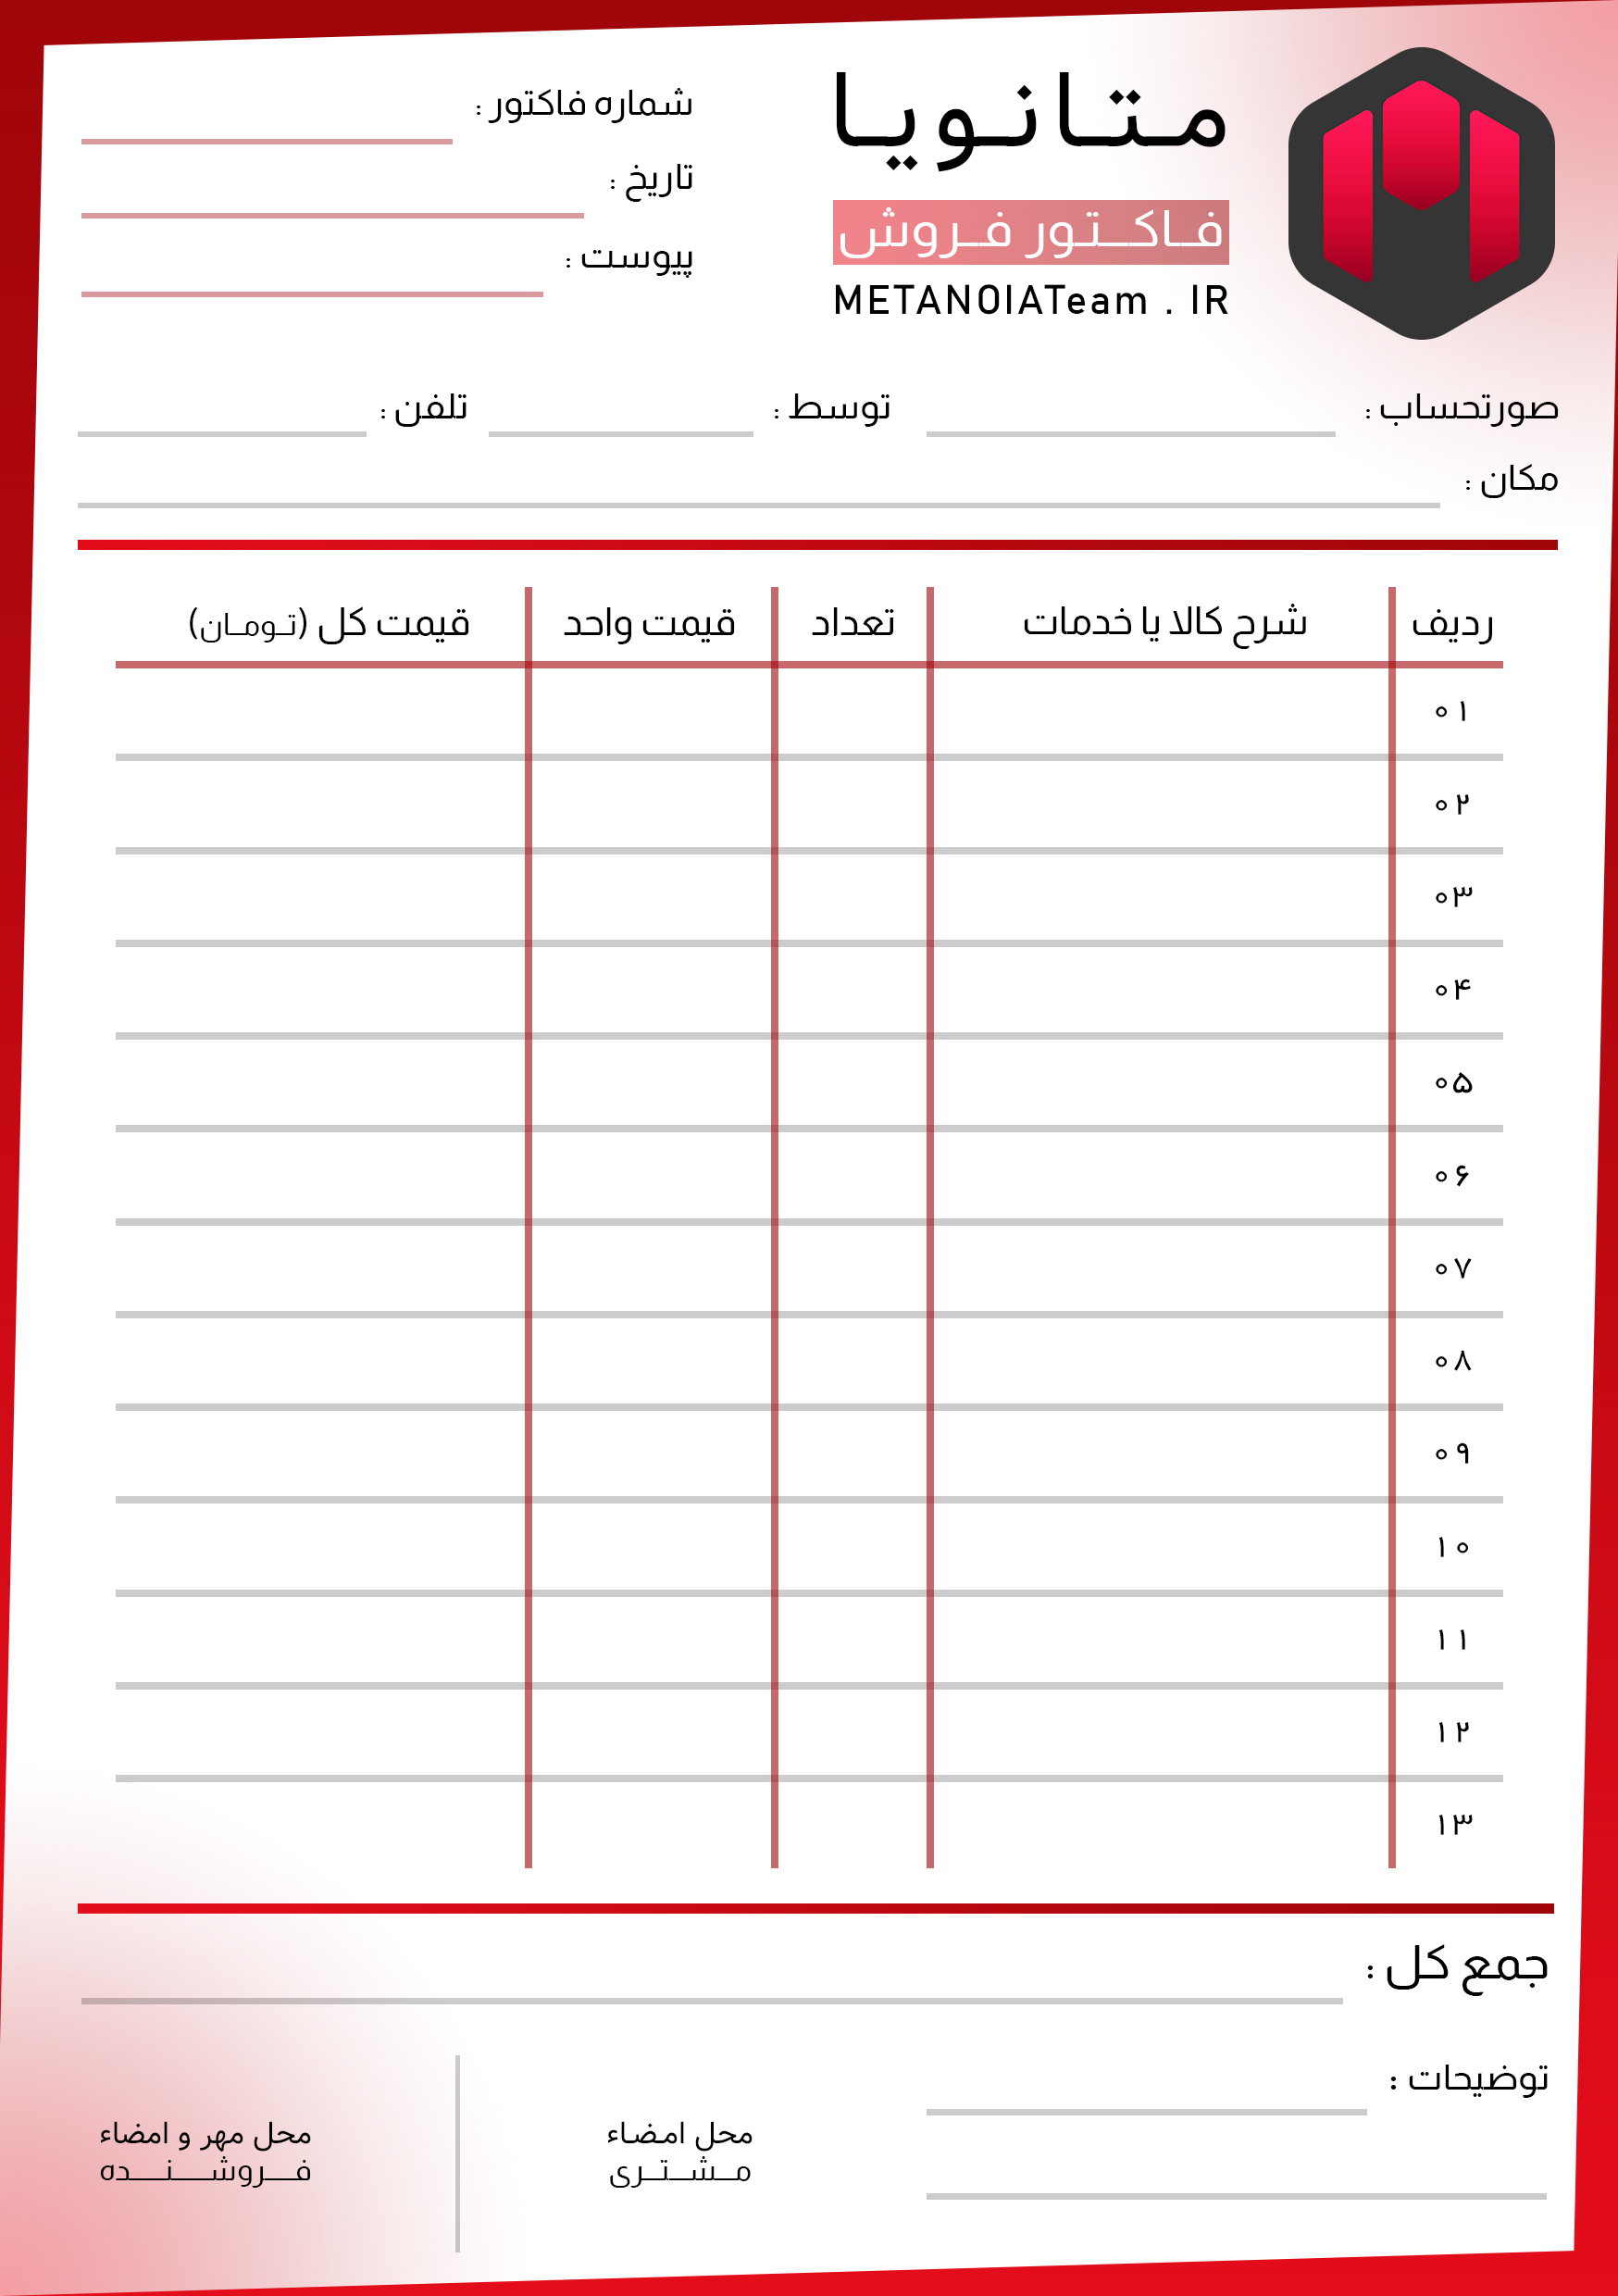 متانویا
فاکتور فروش
METANOIATeam . IR
شماره فاکتور :
تاریخ :
پیوست :
صورتحساب : توسط : تلفن :
مکان :
ردیف شرح کالا یا خدمات تعداد قیمت واحد قیمت کل (تومان)
۰۱
۰۲
۰۳
۰۴
۰۵
۰۶
۰۷
۰۸
۰۹
۱۰
۱۱
۱۲
۱۳
جمع کل :
توضیحات :
محل امضاء
مشتری
محل مهر و امضاء
فروشنده